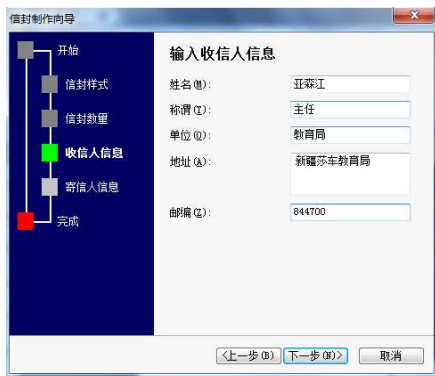 信封制作向导
开始
信封样式
信封数量
收信人信息
寄信人信息
完成
输入收信人信息
姓名(M): 亚森江
称谓(T): 主任
单位(O): 教育局
地址(A): 新疆莎车教育局
邮编(Z): 844700
<上一步(B) 下一步(N)> 取消